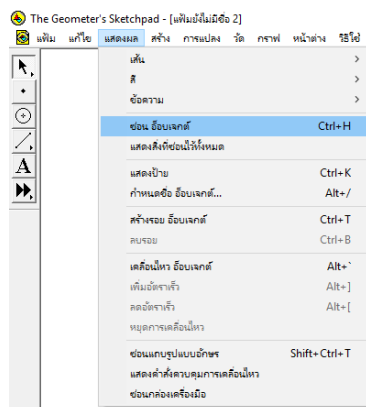 The Geometer's Sketchpad - [แฟ้มยังไม่มีชื่อ 2]
แฟ้ม แก้ไข แสดงผล สร้าง การแปลง วัด กราฟ หน้าต่าง วิธีใช้
เส้น
สี
ข้อความ
ซ่อน อ็อบเจกต์ Ctrl+H
แสดงสิ่งที่ซ่อนไว้ทั้งหมด
แสดงป้าย Ctrl+K
กำหนดชื่อ อ็อบเจกต์... Alt+/
สร้างรอย อ็อบเจกต์ Ctrl+T
ลบรอย Ctrl+B
เคลื่อนไหว อ็อบเจกต์ Alt+`
เพิ่มอัตราเร็ว Alt+]
ลดอัตราเร็ว Alt+[
หยุดการเคลื่อนไหว
ซ่อนแถบรูปแบบอักษร Shift+Ctrl+T
แสดงคำสั่งควบคุมการเคลื่อนไหว
ซ่อนกล่องเครื่องมือ
A